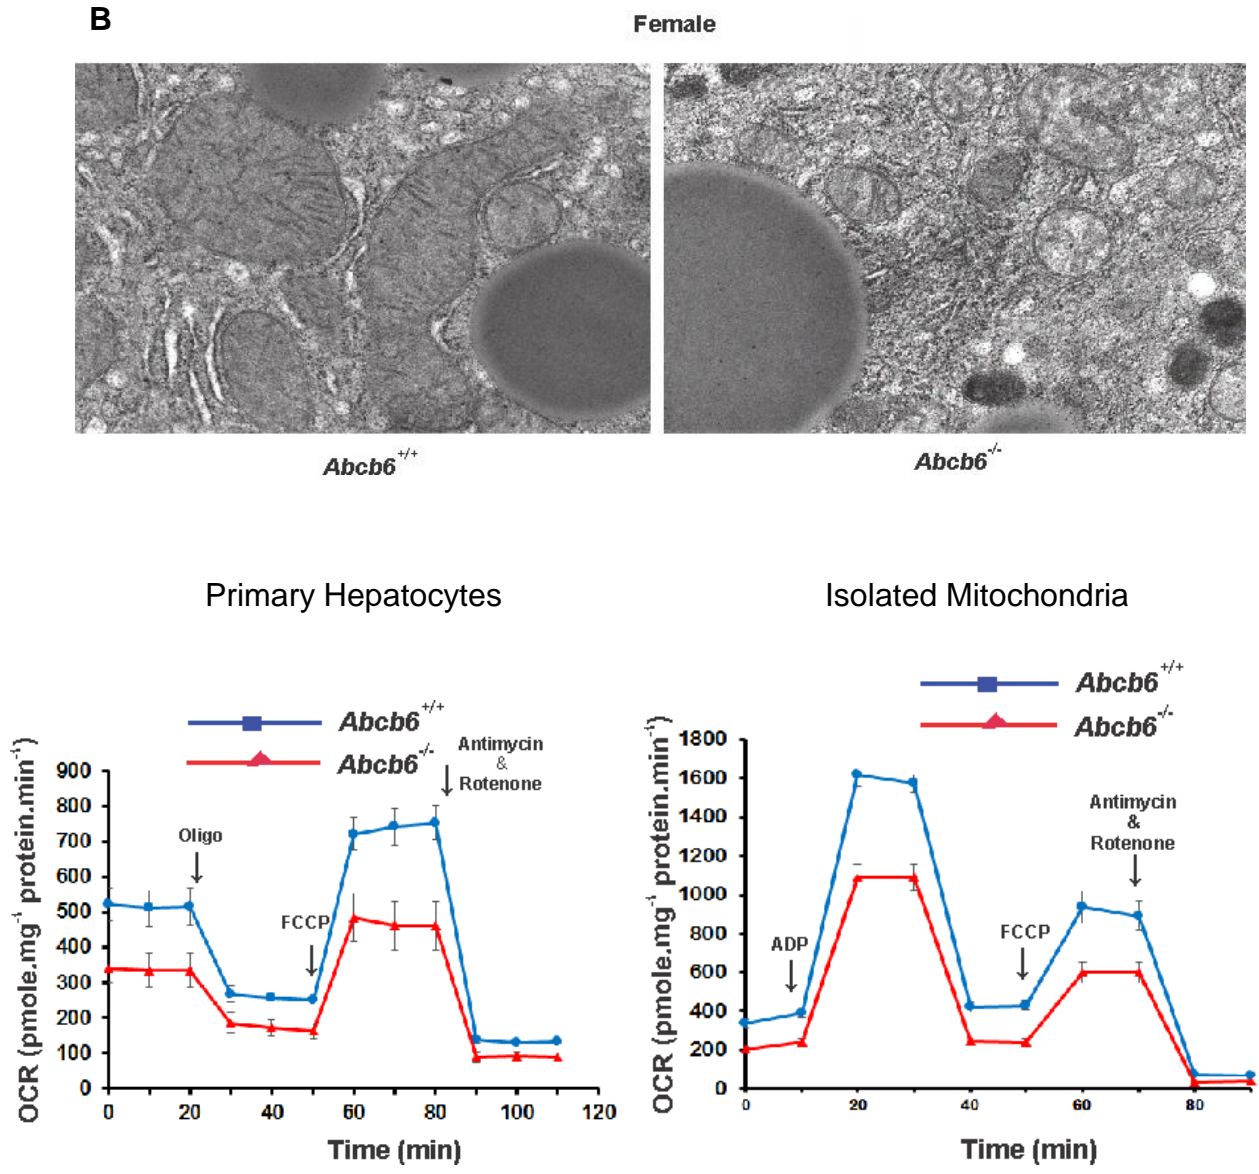 B
Female
Abcb6+/+
Abcb6-/-
Primary Hepatocytes
Isolated Mitochondria
Abcb6+/+
Abcb6-/-
Oligo
FCCP
Antimycin
&
Rotenone
OCR (pmole.mg-1 protein.min-1)
900
800
700
600
500
400
300
200
100
0
0 20 40 60 80 100 120
Time (min)
Abcb6+/+
Abcb6-/-
ADP
FCCP
Antimycin
&
Rotenone
OCR (pmole.mg-1 protein.min-1)
1800
1600
1400
1200
1000
800
600
400
200
0
0 20 40 60 80
Time (min)